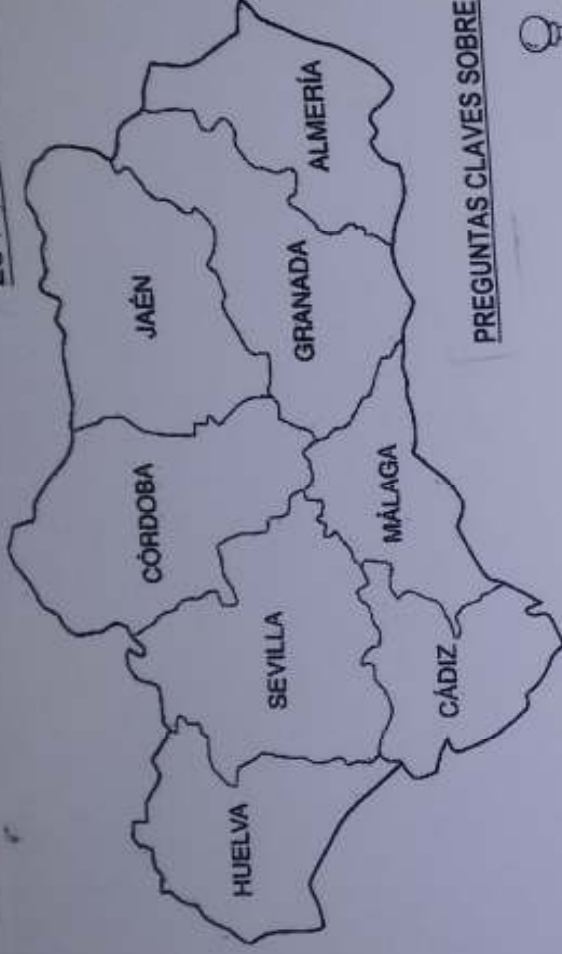 JAÉN
CÓRDOBA
ALMERÍA
GRANADA
SEVILLA
HUELVA
MÁLAGA
CÁDIZ
PREGUNTAS CLAVES SOBRE